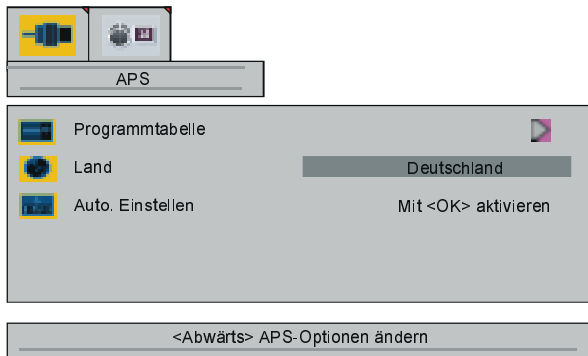 APS
Programmtabelle
Land Deutschland
Auto. Einstellen Mit <OK> aktivieren
<Abwärts> APS-Optionen ändern